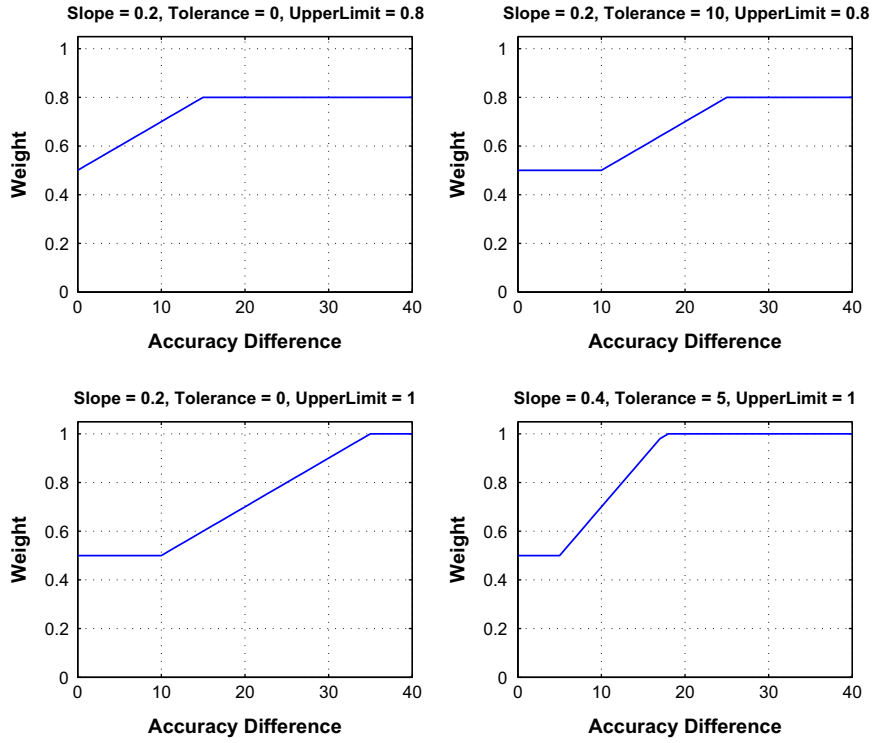 Slope = 0.2, Tolerance = 0, UpperLimit = 0.8
1
0.8
0.6
0.4
0.2
0
Weight
0 10 20 30 40
Accuracy Difference
Slope = 0.2, Tolerance = 10, UpperLimit = 0.8
1
0.8
0.6
0.4
0.2
0
Weight
0 10 20 30 40
Accuracy Difference
Slope = 0.2, Tolerance = 0, UpperLimit = 1
1
0.8
0.6
0.4
0.2
0
Weight
0 10 20 30 40
Accuracy Difference
Slope = 0.4, Tolerance = 5, UpperLimit = 1
1
0.8
0.6
0.4
0.2
0
Weight
0 10 20 30 40
Accuracy Difference